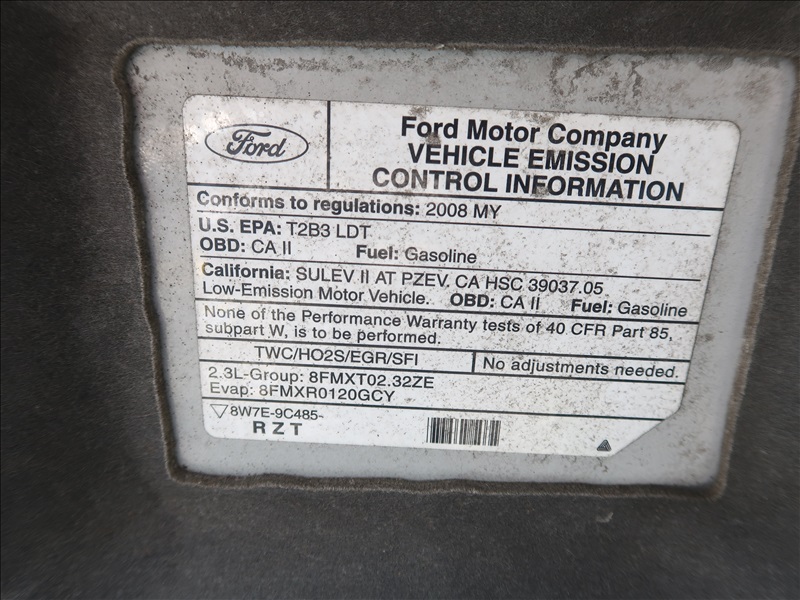 Ford
Ford Motor Company
VEHICLE EMISSION
CONTROL INFORMATION
Conforms to regulations: 2008 MY
U.S. EPA: T2B3 LDT
OBD: CA II Fuel: Gasoline
California: SULEV II AT PZEV, CA HSC 39037.05
Low-Emission Motor Vehicle. OBD: CA II Fuel: Gasoline
None of the Performance Warranty tests of 40 CFR Part 85,
subpart W, is to be performed.
TWC/HO2S/EGR/SFI No adjustments needed.
2.3L-Group: 8FMXT02.32ZE
Evap: 8FMXR0120GCY
8W7E-9C485-
R Z T